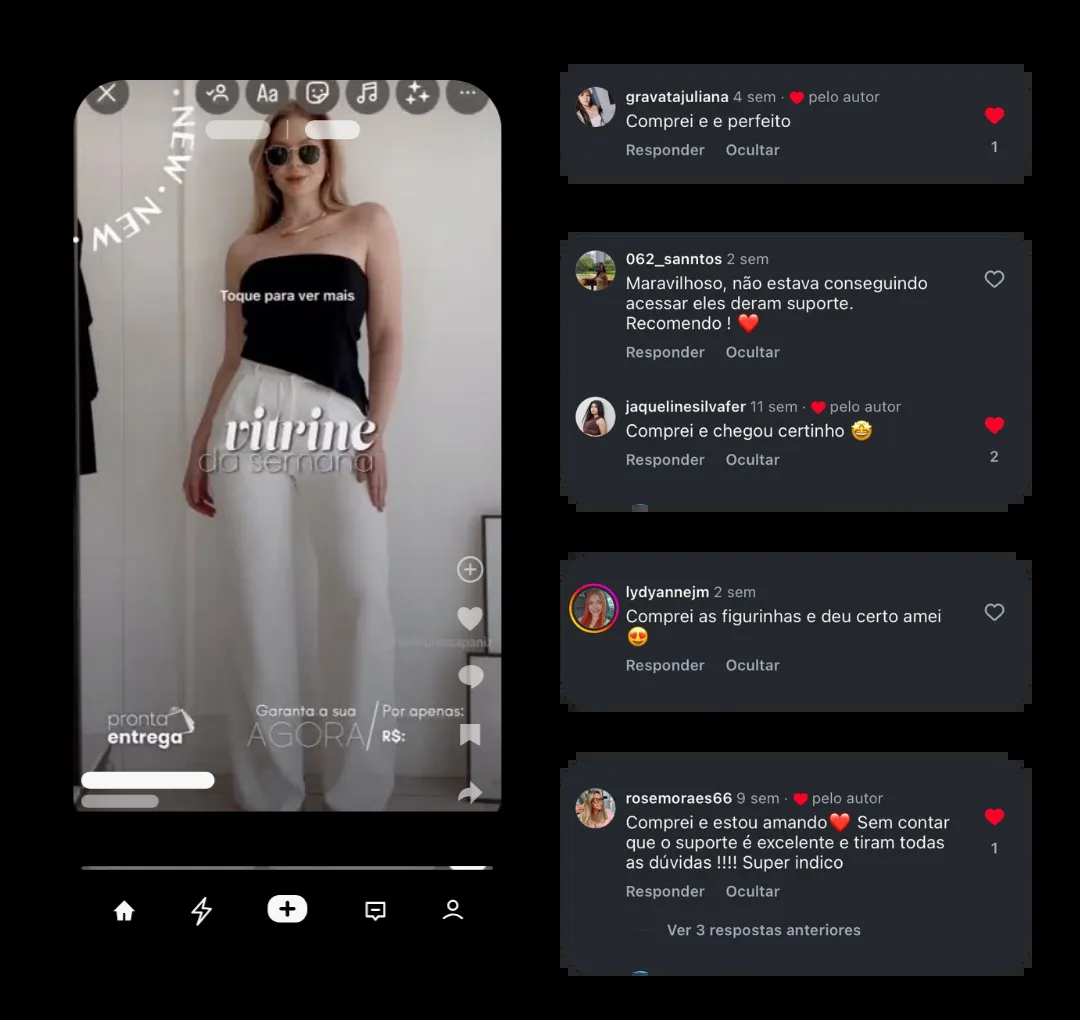 Aa
• NEW • NEW •
Toque para ver mais
vitrine
da semana
pronta
entrega
Garanta a sua
AGORA
Por apenas:
R$:
gravatajuliana 4 sem · ❤️ pelo autor
Comprei e e perfeito
1
Responder Ocultar
062_sanntos 2 sem
Maravilhoso, não estava conseguindo
acessar eles deram suporte.
Recomendo ! ❤️
Responder Ocultar
jaquelinesilvafer 11 sem · ❤️ pelo autor
Comprei e chegou certinho 🤩
2
Responder Ocultar
lydyannejm 2 sem
Comprei as figurinhas e deu certo amei
😍
Responder Ocultar
rosemoraes66 9 sem · ❤️ pelo autor
Comprei e estou amando❤️ Sem contar
que o suporte é excelente e tiram todas
as dúvidas !!!! Super indico
1
Responder Ocultar
Ver 3 respostas anteriores